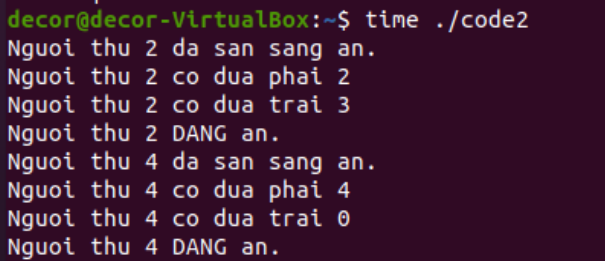 decor@decor-VirtualBox:~$ time ./code2
Nguoi thu 2 da san sang an.
Nguoi thu 2 co dua phai 2
Nguoi thu 2 co dua trai 3
Nguoi thu 2 DANG an.
Nguoi thu 4 da san sang an.
Nguoi thu 4 co dua phai 4
Nguoi thu 4 co dua trai 0
Nguoi thu 4 DANG an.